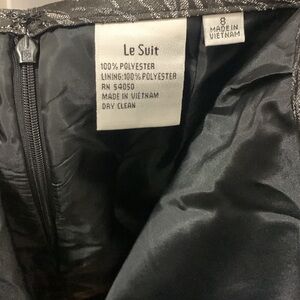 Le Suit
100% POLYESTER
LINING:100% POLYESTER
RN 54050
MADE IN VIETNAM
DRY CLEAN
8
MADE IN
VIETNAM